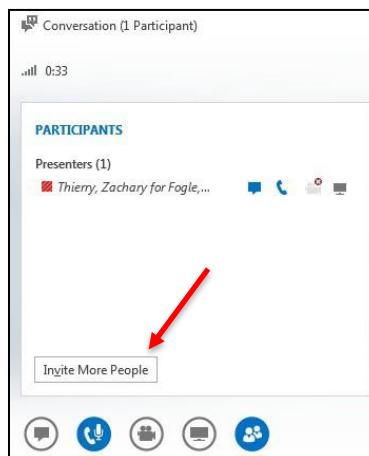 Conversation (1 Participant)
0:33
PARTICIPANTS
Presenters (1)
Thierry, Zachary for Fogle,...
Invite More People